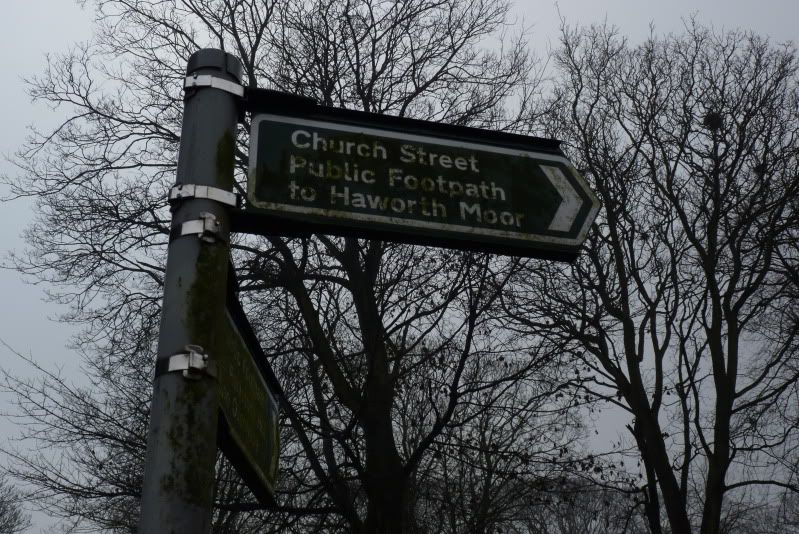 Church Street
Public Footpath
to Haworth Moor